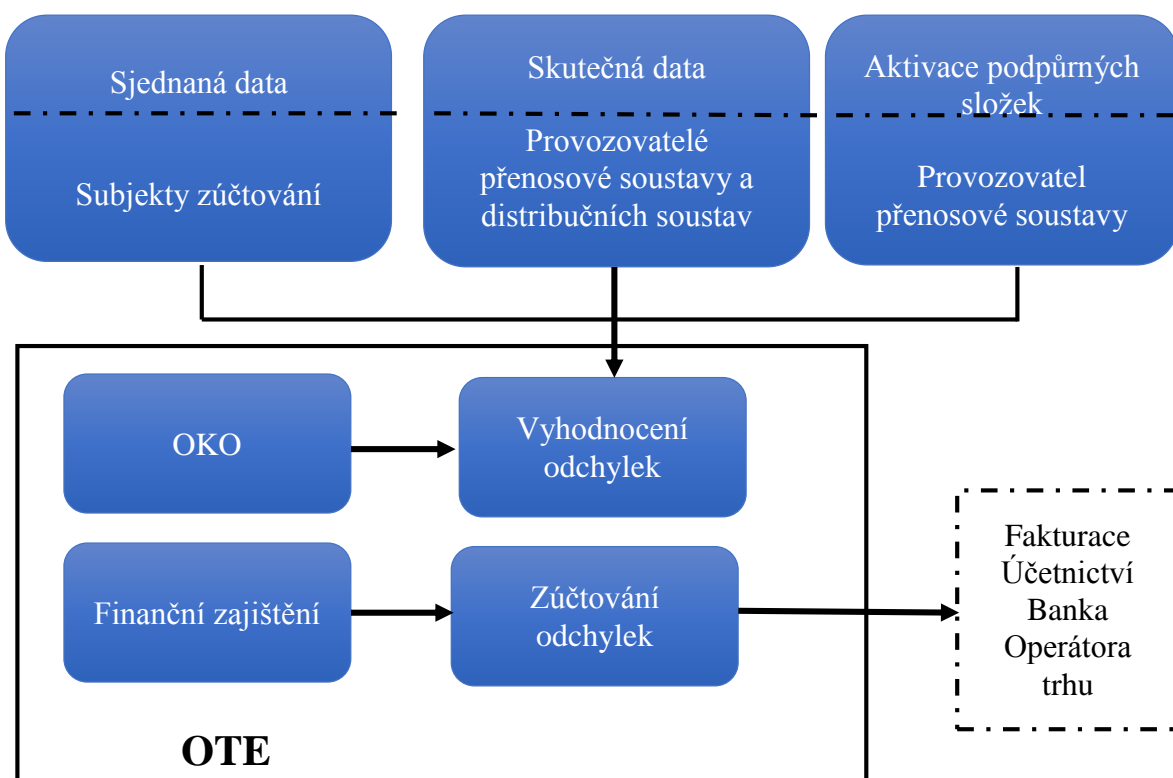 Sjednaná data
Subjekty zúčtování
Skutečná data
Provozovatelé
přenosové soustavy a
distribučních soustav
Aktivace podpůrných
složek
Provozovatel
přenosové soustavy
OKO
Vyhodnocení
odchylek
Finanční zajištění
Zúčtování
odchylek
Fakturace
Účetnictví
Banka
Operátora
trhu
OTE